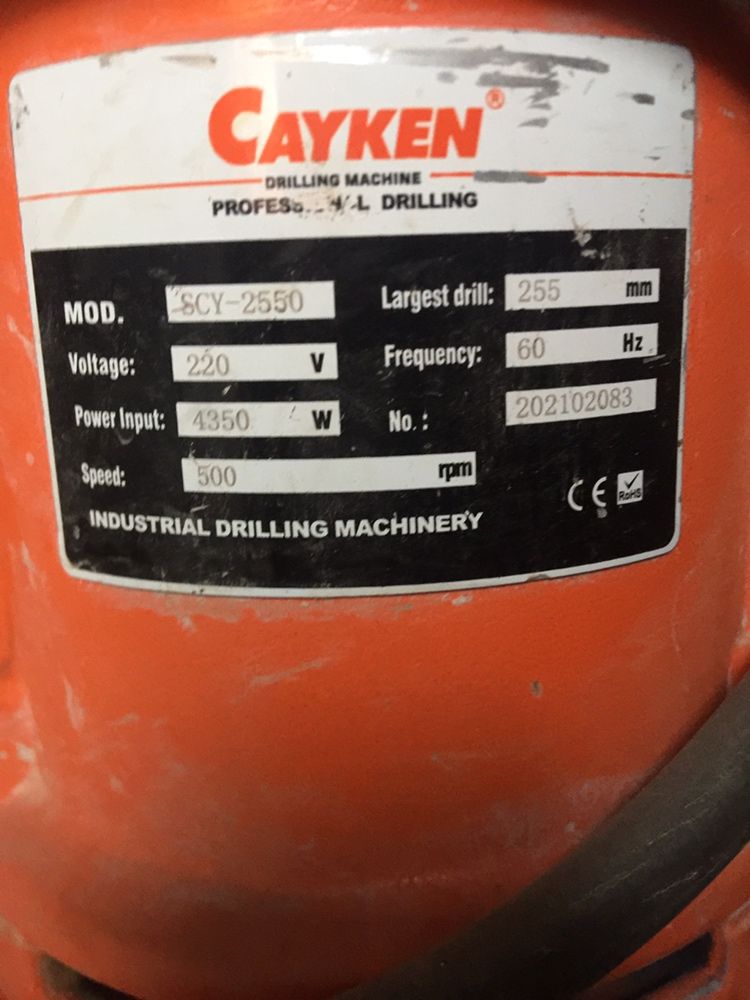 CAYKEN®
DRILLING MACHINE
DRILLING
MOD. SCY-2550 Largest drill: 255 mm
Voltage: 220 V Frequency: 60 Hz
Power Input: 4350 W No.: 202102083
Speed: 500 rpm
CE RoHS
INDUSTRIAL DRILLING MACHINERY